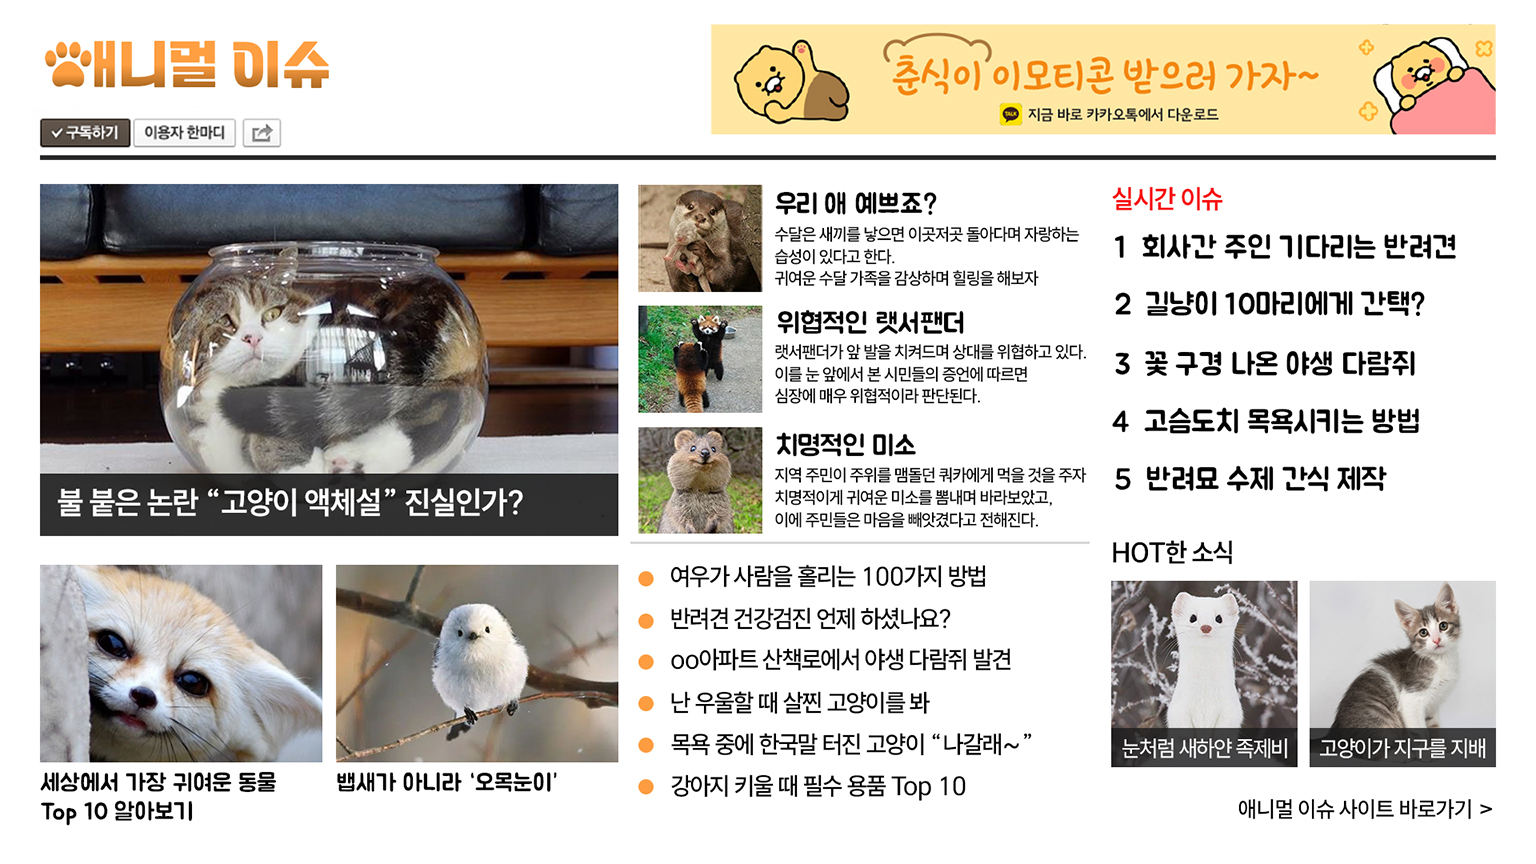 애니멀 이슈
춘식이 이모티콘 받으러 가자~
TALK 지금 바로 카카오톡에서 다운로드
구독하기 이용자 한마디
불 붙은 논란 “고양이 액체설” 진실인가?
세상에서 가장 귀여운 동물
Top 10 알아보기
뱁새가 아니라 ‘오목눈이’
우리 애 예쁘죠?
수달은 새끼를 낳으면 이곳저곳 돌아다며 자랑하는
습성이 있다고 한다.
귀여운 수달 가족을 감상하며 힐링을 해보자
위협적인 랫서팬더
랫서팬더가 앞 발을 치켜드며 상대를 위협하고 있다.
이를 눈 앞에서 본 시민들의 증언에 따르면
심장에 매우 위협적이라 판단된다.
치명적인 미소
지역 주민이 주위를 맴돌던 쿼카에게 먹을 것을 주자
치명적이게 귀여운 미소를 뽐내며 바라보았고,
이에 주민들은 마음을 빼앗겼다고 전해진다.
여우가 사람을 홀리는 100가지 방법
반려견 건강검진 언제 하셨나요?
oo아파트 산책로에서 야생 다람쥐 발견
난 우울할 때 살찐 고양이를 봐
목욕 중에 한국말 터진 고양이 “나갈래~”
강아지 키울 때 필수 용품 Top 10
실시간 이슈
1 회사간 주인 기다리는 반려견
2 길냥이 10마리에게 간택?
3 꽃 구경 나온 야생 다람쥐
4 고슴도치 목욕시키는 방법
5 반려묘 수제 간식 제작
HOT한 소식
눈처럼 새하얀 족제비
고양이가 지구를 지배
애니멀 이슈 사이트 바로가기 >